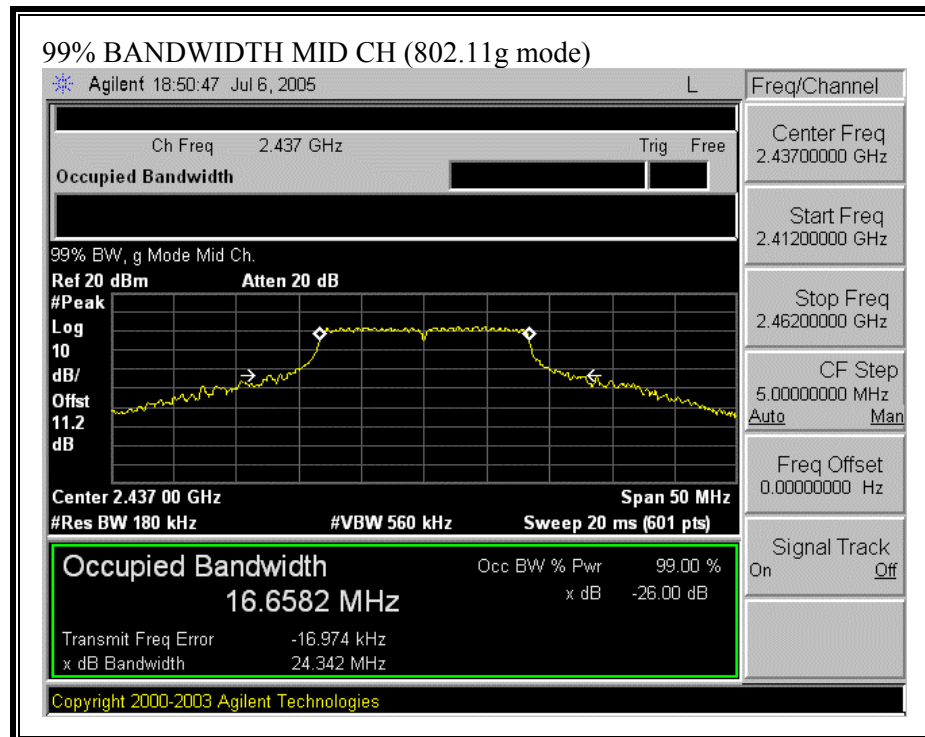 99% BANDWIDTH MID CH (802.11g mode)
Agilent 18:50:47 Jul 6, 2005 L
Freq/Channel
Ch Freq 2.437 GHz Trig Free
Occupied Bandwidth
Center Freq
2.43700000 GHz
Start Freq
2.41200000 GHz
99% BW, g Mode Mid Ch.
Ref 20 dBm Atten 20 dB
#Peak
Log
10
dB/
Offst
11.2
dB
Stop Freq
2.46200000 GHz
CF Step
5.00000000 MHz
Auto Man
Freq Offset
0.00000000 Hz
Center 2.437 00 GHz Span 50 MHz
#Res BW 180 kHz #VBW 560 kHz Sweep 20 ms (601 pts)
Signal Track
On Off
Occupied Bandwidth
16.6582 MHz
Occ BW % Pwr 99.00 %
x dB -26.00 dB
Transmit Freq Error -16.974 kHz
x dB Bandwidth 24.342 MHz
Copyright 2000-2003 Agilent Technologies